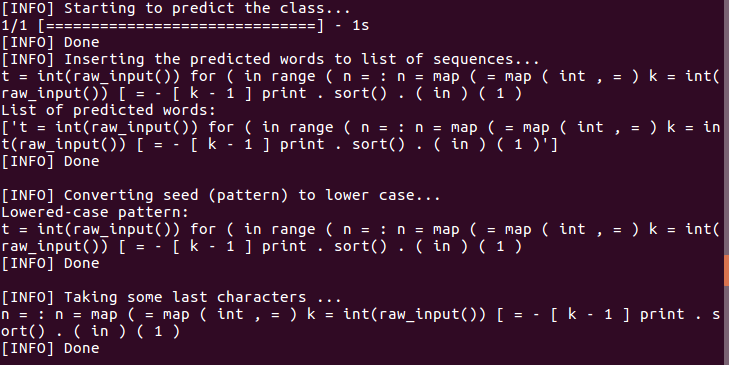 [INFO] Starting to predict the class...
1/1 [==============================] - 1s
[INFO] Done
[INFO] Inserting the predicted words to list of sequences...
t = int(raw_input()) for ( in range ( n = : n = map ( = map ( int , = ) k = int(
raw_input()) [ = - [ k - 1 ] print . sort() . ( in ) ( 1 )
List of predicted words:
['t = int(raw_input()) for ( in range ( n = : n = map ( = map ( int , = ) k = in
t(raw_input()) [ = - [ k - 1 ] print . sort() . ( in ) ( 1 )']
[INFO] Done
[INFO] Converting seed (pattern) to lower case...
Lowered-case pattern:
t = int(raw_input()) for ( in range ( n = : n = map ( = map ( int , = ) k = int(
raw_input()) [ = - [ k - 1 ] print . sort() . ( in ) ( 1 )
[INFO] Done
[INFO] Taking some last characters ...
n = : n = map ( = map ( int , = ) k = int(raw_input()) [ = - [ k - 1 ] print . s
ort() . ( in ) ( 1 )
[INFO] Done